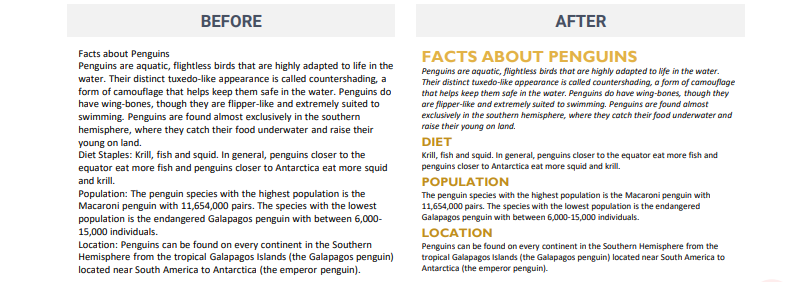 BEFORE
Facts about Penguins
Penguins are aquatic, flightless birds that are highly adapted to life in the
water. Their distinct tuxedo-like appearance is called countershading, a
form of camouflage that helps keep them safe in the water. Penguins do
have wing-bones, though they are flipper-like and extremely suited to
swimming. Penguins are found almost exclusively in the southern
hemisphere, where they catch their food underwater and raise their
young on land.
Diet Staples: Krill, fish and squid. In general, penguins closer to the
equator eat more fish and penguins closer to Antarctica eat more squid
and krill.
Population: The penguin species with the highest population is the
Macaroni penguin with 11,654,000 pairs. The species with the lowest
population is the endangered Galapagos penguin with between 6,000-
15,000 individuals.
Location: Penguins can be found on every continent in the Southern
Hemisphere from the tropical Galapagos Islands (the Galapagos penguin)
located near South America to Antarctica (the emperor penguin).
AFTER
FACTS ABOUT PENGUINS
Penguins are aquatic, flightless birds that are highly adapted to life in the water.
Their distinct tuxedo-like appearance is called countershading, a form of camouflage
that helps keep them safe in the water. Penguins do have wing-bones, though they
are flipper-like and extremely suited to swimming. Penguins are found almost
exclusively in the southern hemisphere, where they catch their food underwater and
raise their young on land.
DIET
Krill, fish and squid. In general, penguins closer to the equator eat more fish and
penguins closer to Antarctica eat more squid and krill.
POPULATION
The penguin species with the highest population is the Macaroni penguin with
11,654,000 pairs. The species with the lowest population is the endangered
Galapagos penguin with between 6,000-15,000 individuals.
LOCATION
Penguins can be found on every continent in the Southern Hemisphere from the
tropical Galapagos Islands (the Galapagos penguin) located near South America to
Antarctica (the emperor penguin).